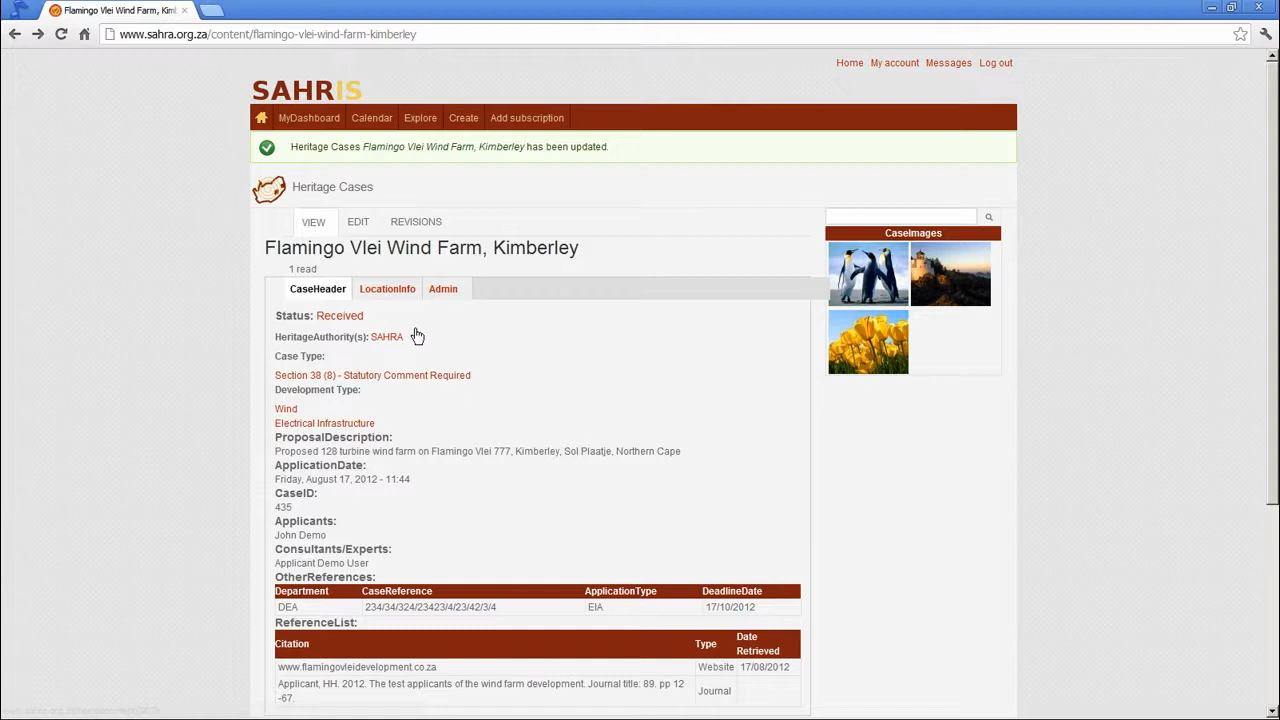 Flamingo Vlei Wind Farm, Kimb
www.sahra.org.za/content/flamingo-vlei-wind-farm-kimberley
Home My account Messages Log out
SAHRIS
MyDashboard Calendar Explore Create Add subscription
Heritage Cases Flamingo Vlei Wind Farm, Kimberley has been updated.
Heritage Cases
VIEW EDIT REVISIONS
CaseImages
Flamingo Vlei Wind Farm, Kimberley
1 read
CaseHeader LocationInfo Admin
Status: Received
HeritageAuthority(s): SAHRA
Case Type:
Section 38 (8) - Statutory Comment Required
Development Type:
Wind
Electrical Infrastructure
ProposalDescription:
Proposed 128 turbine wind farm on Flamingo Vlei 777, Kimberley, Sol Plaatje, Northern Cape
ApplicationDate:
Friday, August 17, 2012 - 11:44
CaseID:
435
Applicants:
John Demo
Consultants/Experts:
Applicant Demo User
OtherReferences:
Department CaseReference ApplicationType DeadlineDate
DEA 234/34/324/23423/4/23/42/3/4 EIA 17/10/2012
ReferenceList:
Citation Type Date Retrieved
www.flamingovleidevelopment.co.za Website 17/08/2012
Applicant, HH. 2012. The test applicants of the wind farm development. Journal title: 89. pp 12
-67. Journal